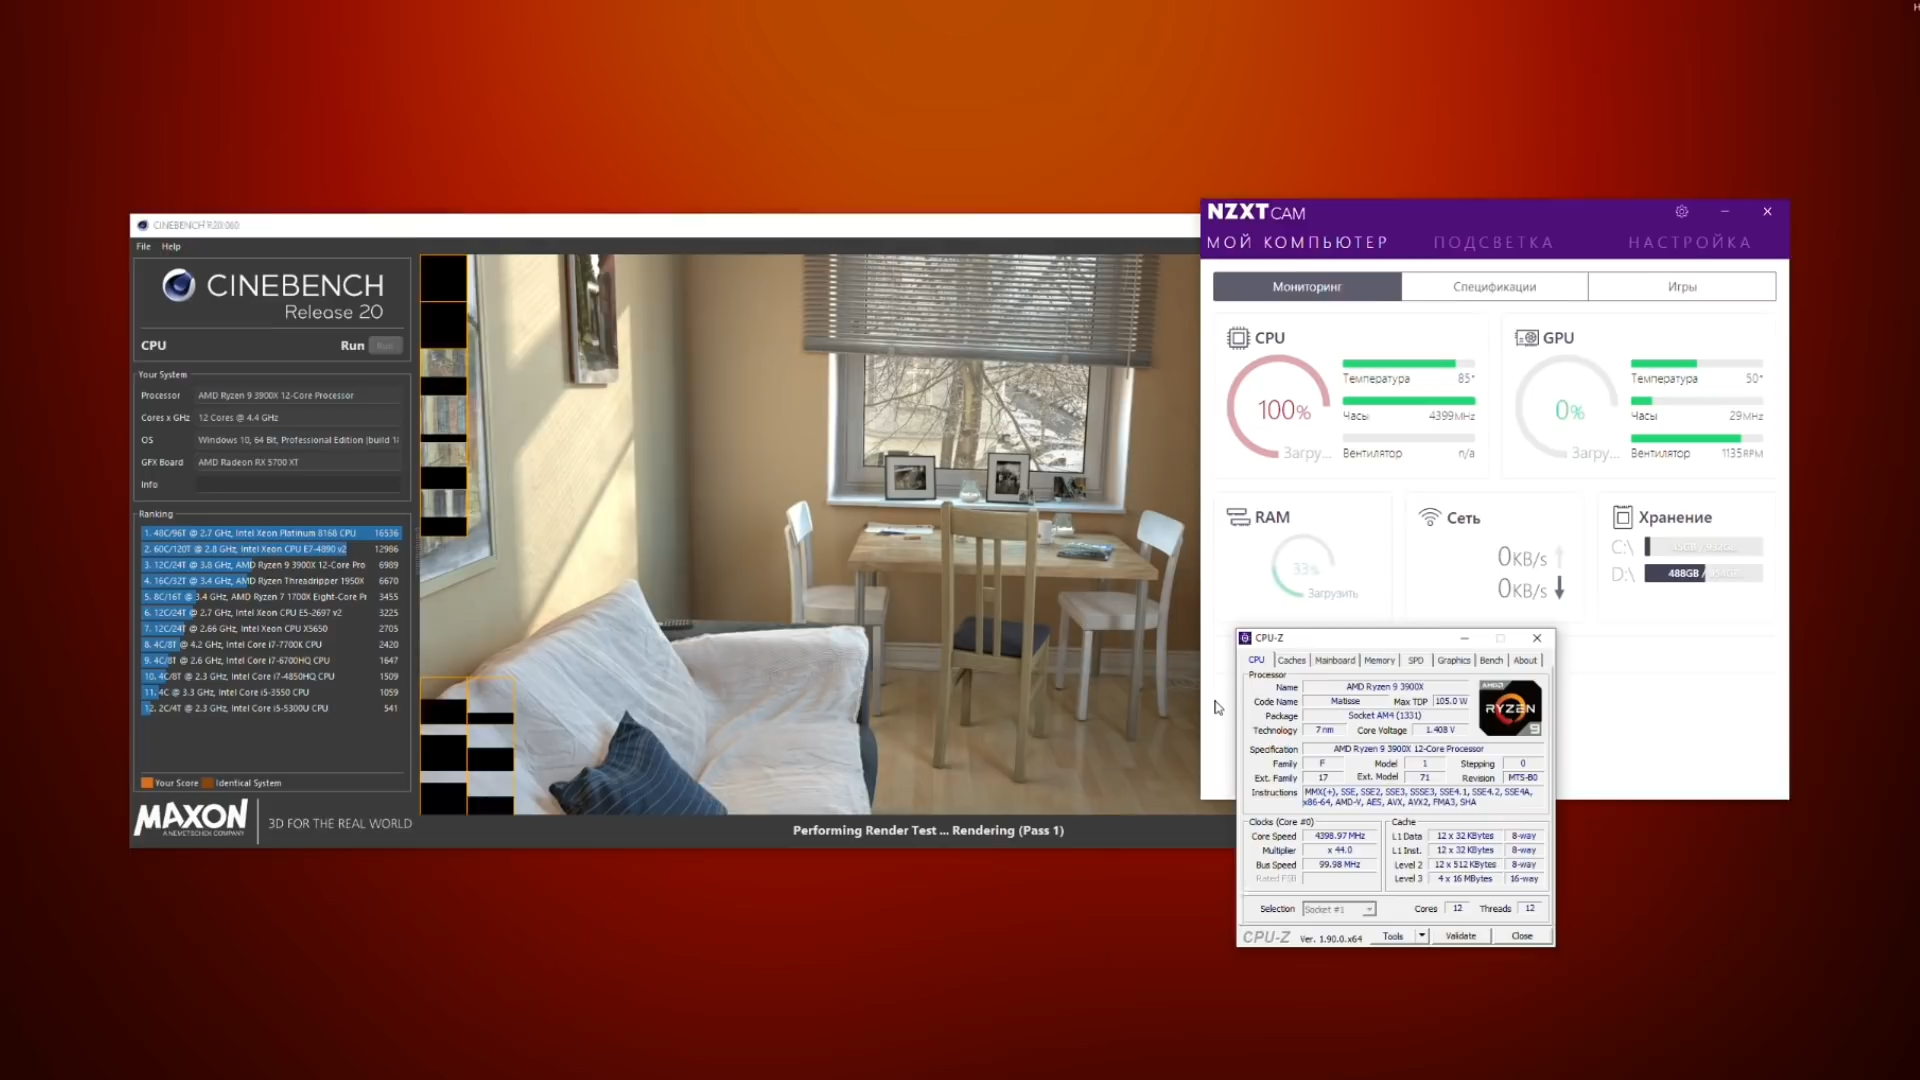 H
CINEBENCH R20.060
File Help
CINEBENCH
Release 20
CPU Run Run
Your System
Processor AMD Ryzen 9 3900X 12-Core Processor
Cores x GHz 12 Cores @ 4.4 GHz
OS Windows 10, 64 Bit, Professional Edition (build 18
GFX Board AMD Radeon RX 5700 XT
Info
Ranking
1. 48C/96T @ 2.7 GHz, Intel Xeon Platinum 8168 CPU 16536
2. 60C/120T @ 2.8 GHz, Intel Xeon CPU E7-4890 v2 12986
3. 12C/24T @ 3.8 GHz, AMD Ryzen 9 3900X 12-Core Pro 6989
4. 16C/32T @ 3.4 GHz, AMD Ryzen Threadripper 1950X 6670
5. 8C/16T @ 3.4 GHz, AMD Ryzen 7 1700X Eight-Core Pr 3455
6. 12C/24T @ 2.7 GHz, Intel Xeon CPU E5-2697 v2 3225
7. 12C/24T @ 2.66 GHz, Intel Xeon CPU X5650 2705
8. 4C/8T @ 4.2 GHz, Intel Core i7-7700K CPU 2420
9. 4C/8T @ 2.6 GHz, Intel Core i7-6700HQ CPU 1647
10. 4C/8T @ 2.3 GHz, Intel Core i7-4850HQ CPU 1509
11. 4C @ 3.3 GHz, Intel Core i5-3550 CPU 1059
12. 2C/4T @ 2.3 GHz, Intel Core i5-5300U CPU 541
Your Score Identical System
MAXON
A NEMETSCHEK COMPANY
3D FOR THE REAL WORLD
Performing Render Test ... Rendering (Pass 1)
NZXT CAM
МОЙ КОМПЬЮТЕР ПОДСВЕТКА НАСТРОЙКА
Мониторинг Спецификации Игры
CPU
100%
Загру...
Температура 85°
Часы 4399MHz
Вентилятор n/a
GPU
0%
Загру...
Температура 50°
Часы 29MHz
Вентилятор 1135RPM
RAM
33%
Загрузить
Сеть
0KB/s
0KB/s
Хранение
C:\
D:\ 488GB /
CPU-Z
CPU Caches Mainboard Memory SPD Graphics Bench About
Processor
Name AMD Ryzen 9 3900X
Code Name Matisse Max TDP 105.0 W
Package Socket AM4 (1331)
Technology 7 nm Core Voltage 1.408 V
AMD
RYZEN
9
Specification AMD Ryzen 9 3900X 12-Core Processor
Family F Model 1 Stepping 0
Ext. Family 17 Ext. Model 71 Revision MTS-B0
Instructions MMX(+), SSE, SSE2, SSE3, SSSE3, SSE4.1, SSE4.2, SSE4A,
x86-64, AMD-V, AES, AVX, AVX2, FMA3, SHA
Clocks (Core #0)
Core Speed 4398.97 MHz
Multiplier x 44.0
Bus Speed 99.98 MHz
Rated FSB
Cache
L1 Data 12 x 32 KBytes 8-way
L1 Inst. 12 x 32 KBytes 8-way
Level 2 12 x 512 KBytes 8-way
Level 3 4 x 16 MBytes 16-way
Selection Socket #1 Cores 12 Threads 12
CPU-Z Ver. 1.90.0.x64 Tools Validate Close